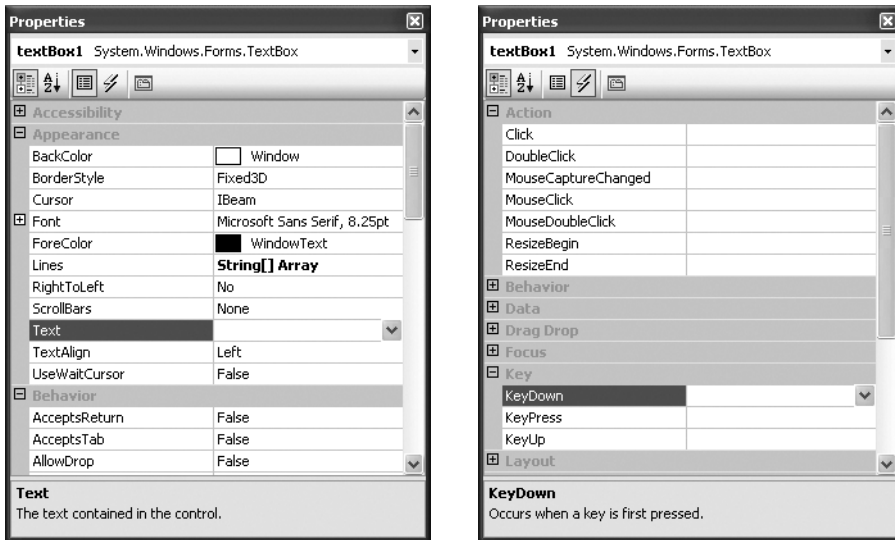 Properties
textBox1 System.Windows.Forms.TextBox
Accessibility
Appearance
BackColor Window
BorderStyle Fixed3D
Cursor IBeam
Font Microsoft Sans Serif, 8.25pt
ForeColor WindowText
Lines String[] Array
RightToLeft No
ScrollBars None
Text
TextAlign Left
UseWaitCursor False
Behavior
AcceptsReturn False
AcceptsTab False
AllowDrop False
Text
The text contained in the control.
Properties
textBox1 System.Windows.Forms.TextBox
Action
Click
DoubleClick
MouseCaptureChanged
MouseClick
MouseDoubleClick
ResizeBegin
ResizeEnd
Behavior
Data
Drag Drop
Focus
Key
KeyDown
KeyPress
KeyUp
Layout
KeyDown
Occurs when a key is first pressed.